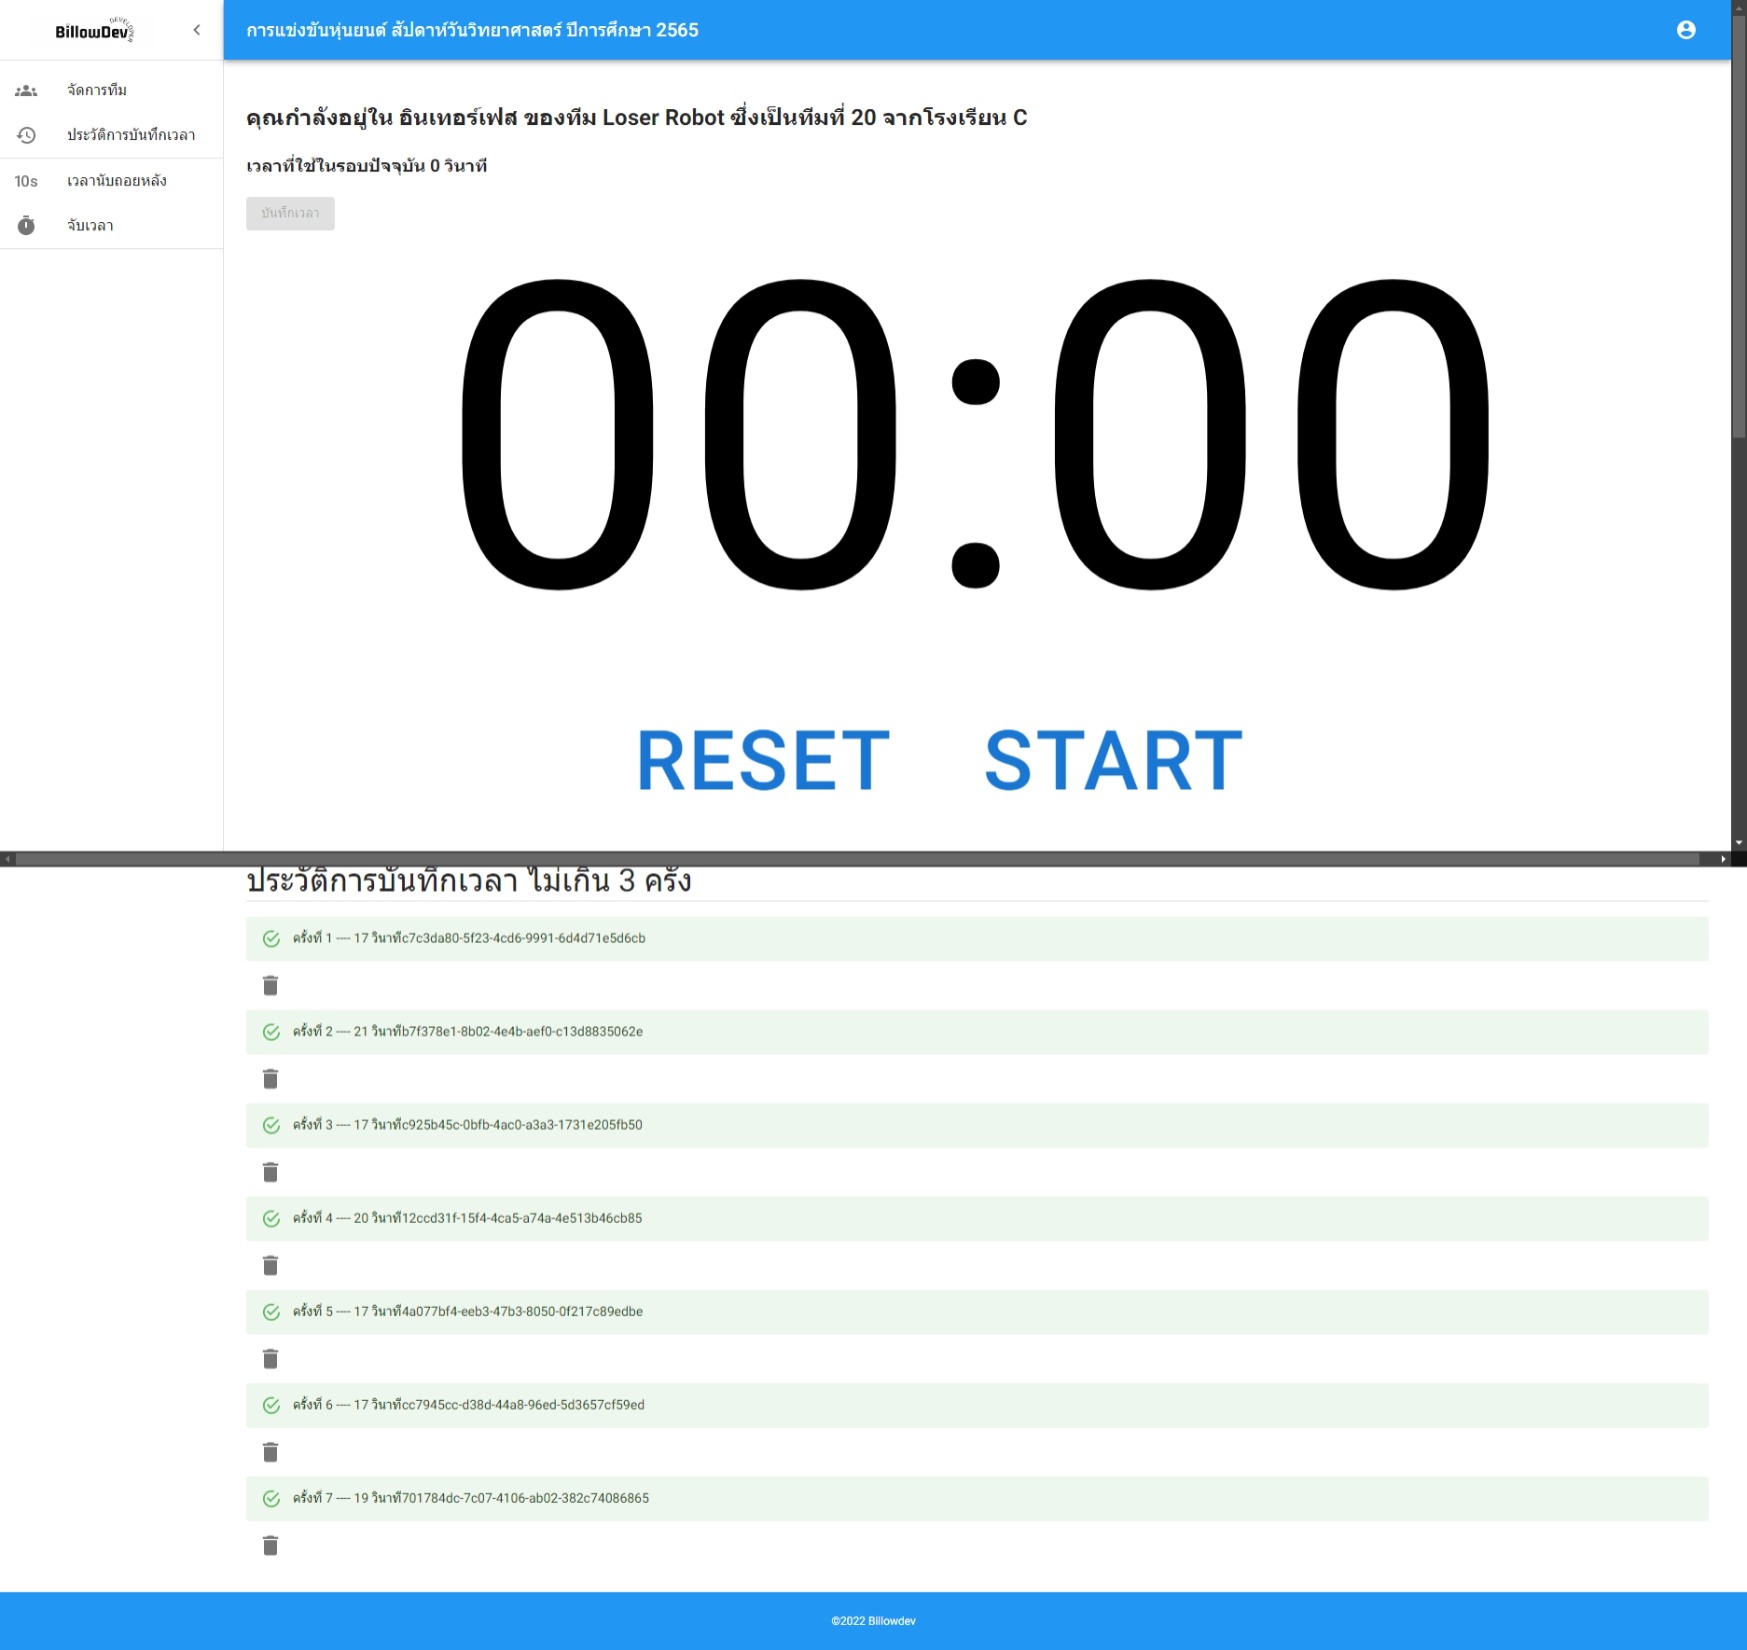 BillowDev
DEVELOPER
การแข่งขันหุ่นยนต์ สัปดาห์วันวิทยาศาสตร์ ปีการศึกษา 2565
จัดการทีม
ประวัติการบันทึกเวลา
10s เวลานับถอยหลัง
จับเวลา
คุณกำลังอยู่ใน อินเทอร์เฟส ของทีม Loser Robot ซึ่งเป็นทีมที่ 20 จากโรงเรียน C
เวลาที่ใช้ในรอบปัจจุบัน 0 วินาที
บันทึกเวลา
00:00
RESET START
ประวัติการบันทึกเวลา ไม่เกิน 3 ครั้ง
ครั้งที่ 1 ---- 17 วินาทีc7c3da80-5f23-4cd6-9991-6d4d71e5d6cb
ครั้งที่ 2 ---- 21 วินาทีb7f378e1-8b02-4e4b-aef0-c13d8835062e
ครั้งที่ 3 ---- 17 วินาทีc925b45c-0bfb-4ac0-a3a3-1731e205fb50
ครั้งที่ 4 ---- 20 วินาที12ccd31f-15f4-4ca5-a74a-4e513b46cb85
ครั้งที่ 5 ---- 17 วินาที4a077bf4-eeb3-47b3-8050-0f217c89edbe
ครั้งที่ 6 ---- 17 วินาทีcc7945cc-d38d-44a8-96ed-5d3657cf59ed
ครั้งที่ 7 ---- 19 วินาที701784dc-7c07-4106-ab02-382c74086865
©2022 Billowdev